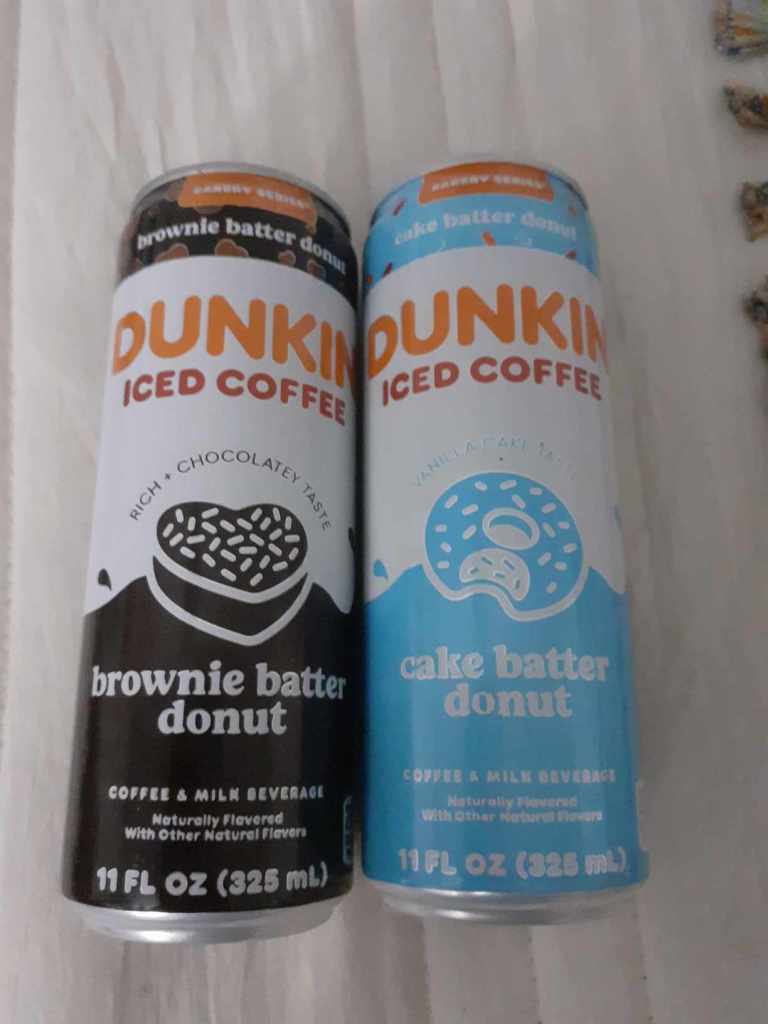 BAKERY SERIES
brownie batter donut
DUNKIN
ICED COFFEE
RICH + CHOCOLATEY TASTE
brownie batter
donut
COFFEE & MILK BEVERAGE
Naturally Flavored
With Other Natural Flavors
11 FL OZ (325 mL)
BAKERY SERIES
cake batter donut
DUNKIN
ICED COFFEE
VANILLA CAKE TASTE
cake batter
donut
COFFEE & MILK BEVERAGE
Naturally Flavored
With Other Natural Flavors
11 FL OZ (325 mL)